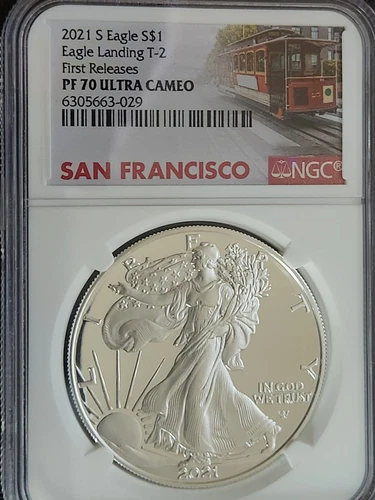 2021 S Eagle S$1
Eagle Landing T-2
First Releases
PF 70 ULTRA CAMEO
6305663-029
SAN FRANCISCO
NGC®
LIBERTY
IN GOD
WE TRUST
2021